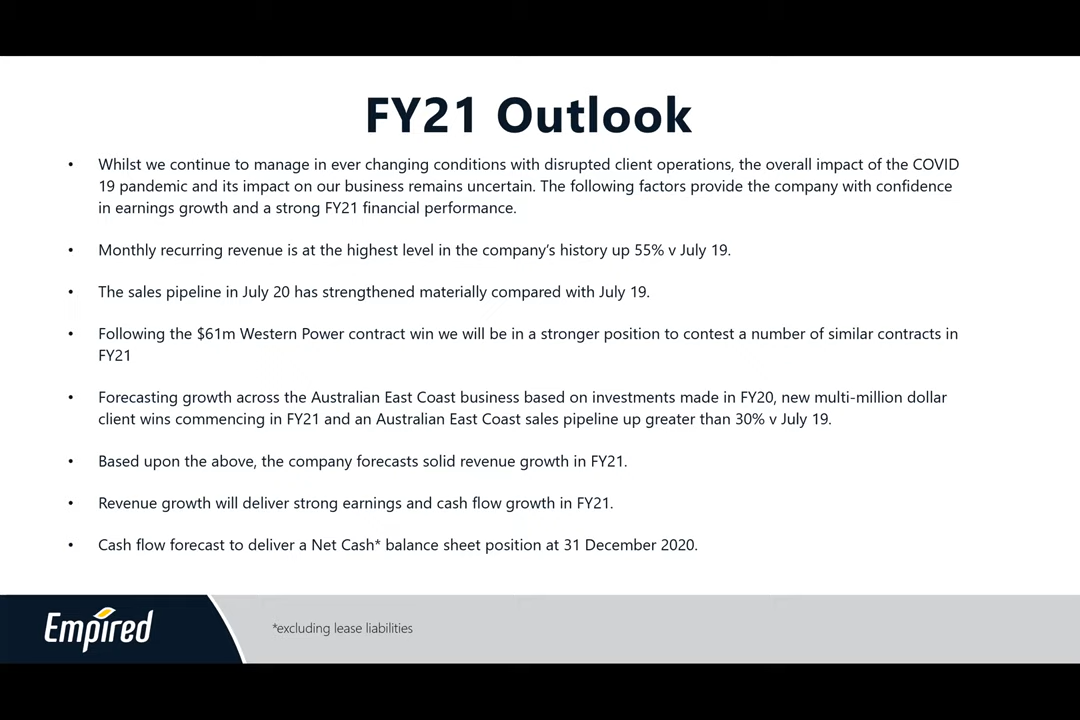 FY21 Outlook
• Whilst we continue to manage in ever changing conditions with disrupted client operations, the overall impact of the COVID
19 pandemic and its impact on our business remains uncertain. The following factors provide the company with confidence
in earnings growth and a strong FY21 financial performance.
• Monthly recurring revenue is at the highest level in the company's history up 55% v July 19.
• The sales pipeline in July 20 has strengthened materially compared with July 19.
• Following the $61m Western Power contract win we will be in a stronger position to contest a number of similar contracts in
FY21
• Forecasting growth across the Australian East Coast business based on investments made in FY20, new multi-million dollar
client wins commencing in FY21 and an Australian East Coast sales pipeline up greater than 30% v July 19.
• Based upon the above, the company forecasts solid revenue growth in FY21.
• Revenue growth will deliver strong earnings and cash flow growth in FY21.
• Cash flow forecast to deliver a Net Cash* balance sheet position at 31 December 2020.
Empired
*excluding lease liabilities